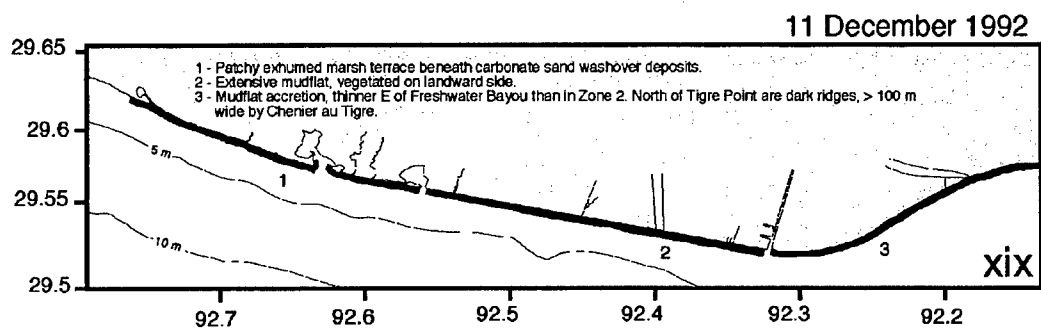 11 December 1992
29.65
1 - Patchy exhumed marsh terrace beneath carbonate sand washover deposits.
2 - Extensive mudflat, vegetated on landward side.
3 - Mudflat accretion, thinner E of Freshwater Bayou than in Zone 2. North of Tigre Point are dark ridges, > 100 m
wide by Chenier au Tigre.
29.6
5 m
1
29.55
10 m
2
3
xix
29.5
92.7
92.6
92.5
92.4
92.3
92.2